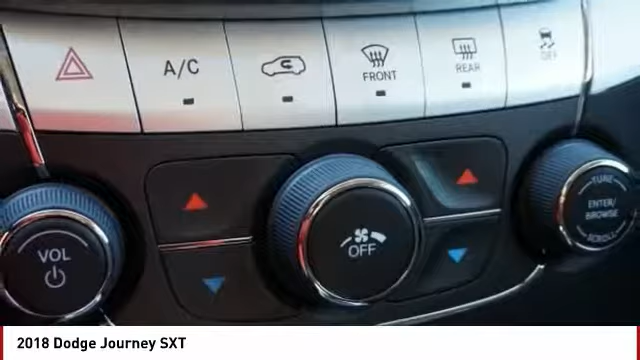 A/C
FRONT
REAR
OFF
VOL
OFF
TUNE
ENTER/
BROWSE
SCROLL
2018 Dodge Journey SXT